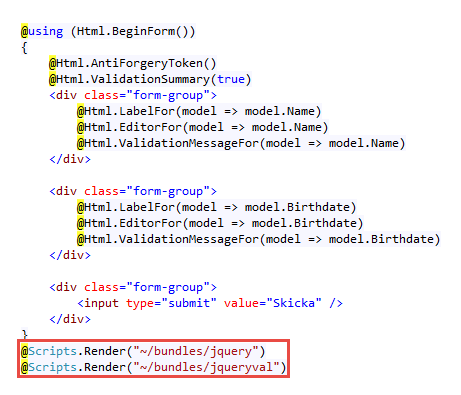 @using (Html.BeginForm())
{
    @Html.AntiForgeryToken()
    @Html.ValidationSummary(true)
    <div class="form-group">
        @Html.LabelFor(model => model.Name)
        @Html.EditorFor(model => model.Name)
        @Html.ValidationMessageFor(model => model.Name)
    </div>

    <div class="form-group">
        @Html.LabelFor(model => model.Birthdate)
        @Html.EditorFor(model => model.Birthdate)
        @Html.ValidationMessageFor(model => model.Birthdate)
    </div>

    <div class="form-group">
        <input type="submit" value="Skicka" />
    </div>
}
@Scripts.Render("~/bundles/jquery")
@Scripts.Render("~/bundles/jqueryval")